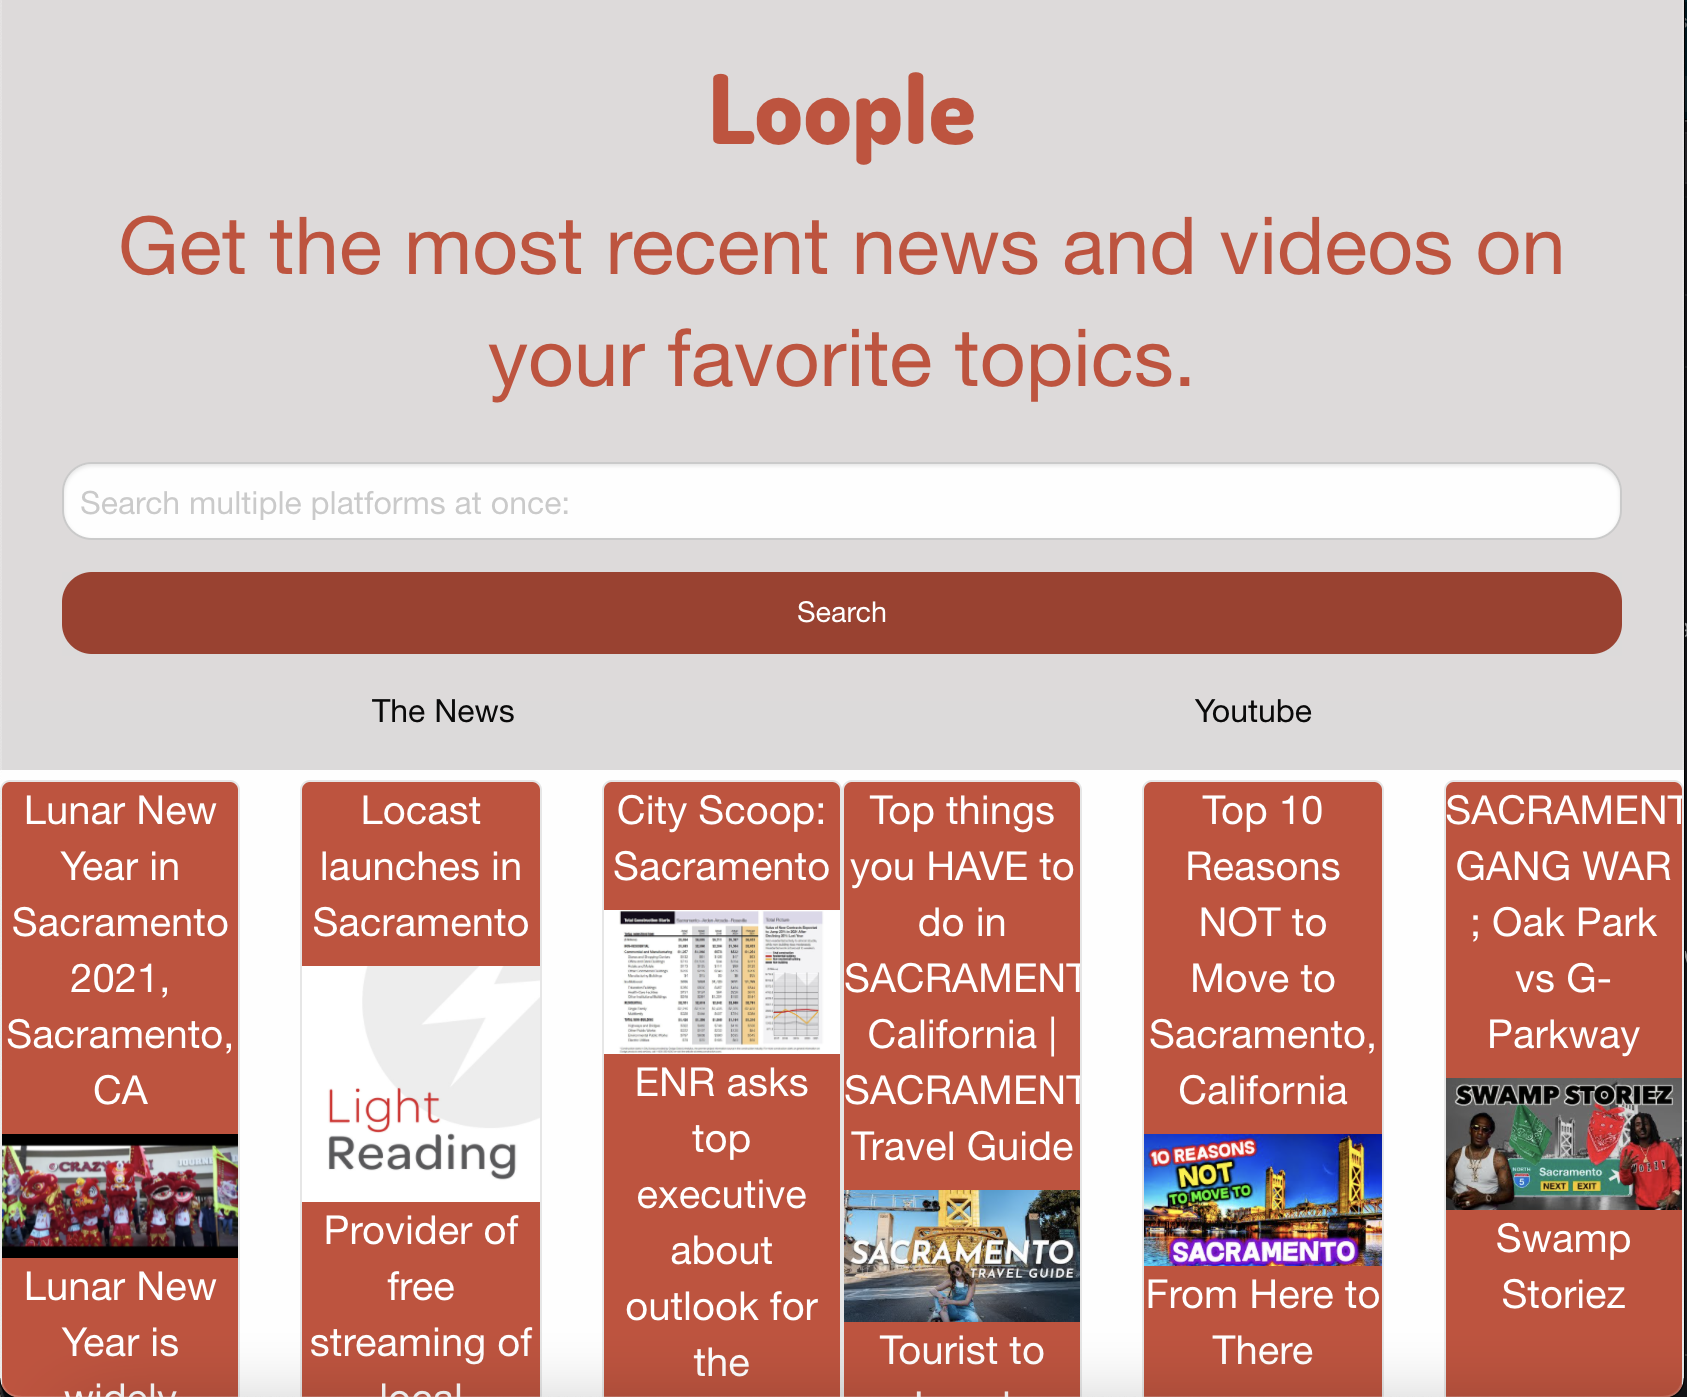 Loople
Get the most recent news and videos on
your favorite topics.
Search multiple platforms at once:
Search
The News
Youtube
Lunar New
Year in
Sacramento
2021,
Sacramento,
CA
Lunar New
Year is
widely
Locast
launches in
Sacramento
Light
Reading
Provider of
free
streaming of
local
City Scoop:
Sacramento
ENR asks
top
executive
about
outlook for
the
Top things
you HAVE to
do in
SACRAMENT
California |
SACRAMENT
Travel Guide
SACRAMENTO
TRAVEL GUIDE
Tourist to
Top 10
Reasons
NOT to
Move to
Sacramento,
California
10 REASONS
NOT
TO MOVE TO
SACRAMENTO
From Here to
There
SACRAMENT
GANG WAR
; Oak Park
vs G-
Parkway
SWAMP STORIEZ
NORTH
5
Sacramento
NEXT EXIT
Swamp
Storiez